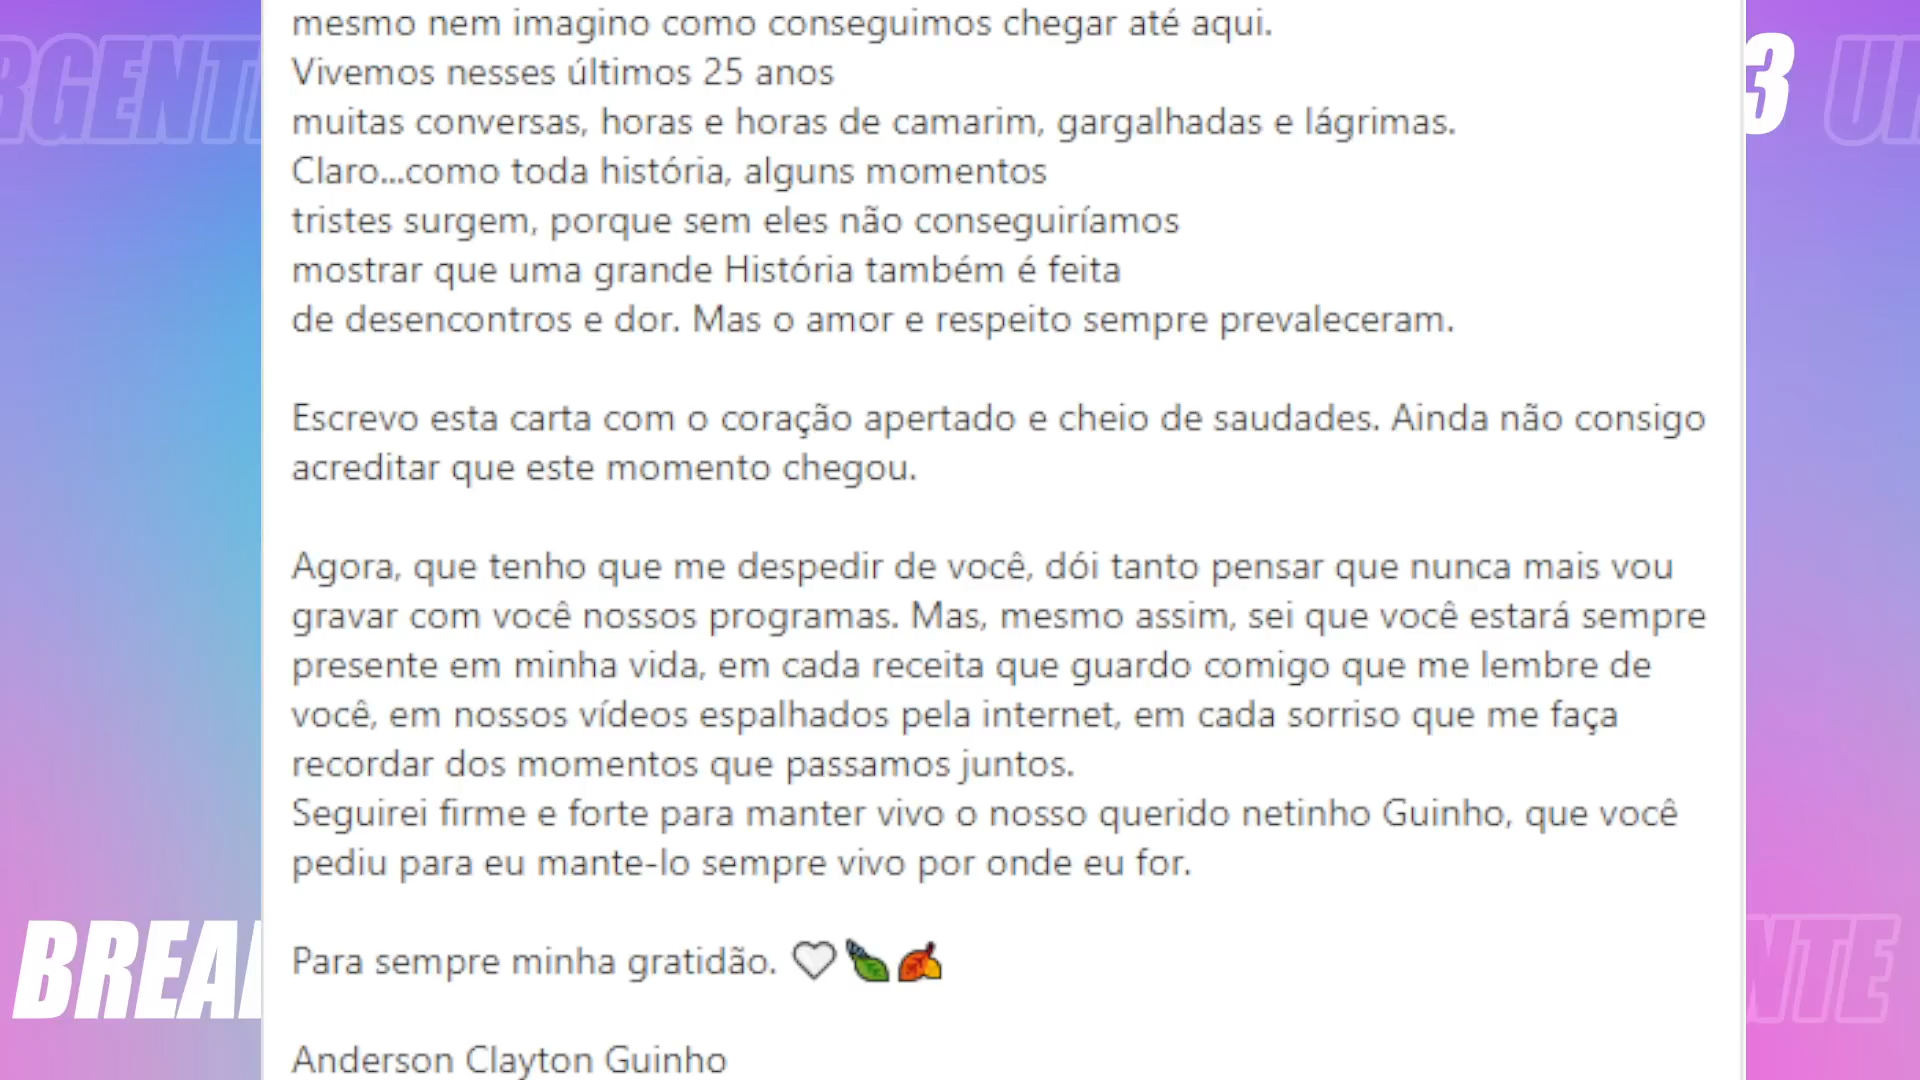 mesmo nem imagino como conseguimos chegar até aqui.
Vivemos nesses últimos 25 anos
muitas conversas, horas e horas de camarim, gargalhadas e lágrimas.
Claro...como toda história, alguns momentos
tristes surgem, porque sem eles não conseguiríamos
mostrar que uma grande História também é feita
de desencontros e dor. Mas o amor e respeito sempre prevaleceram.
Escrevo esta carta com o coração apertado e cheio de saudades. Ainda não consigo
acreditar que este momento chegou.
Agora, que tenho que me despedir de você, dói tanto pensar que nunca mais vou
gravar com você nossos programas. Mas, mesmo assim, sei que você estará sempre
presente em minha vida, em cada receita que guardo comigo que me lembre de
você, em nossos vídeos espalhados pela internet, em cada sorriso que me faça
recordar dos momentos que passamos juntos.
Seguirei firme e forte para manter vivo o nosso querido netinho Guinho, que você
pediu para eu mante-lo sempre vivo por onde eu for.
Para sempre minha gratidão. 🤍🍃🍂
Anderson Clayton Guinho
RGENTE
3
UR
BREA
NTE